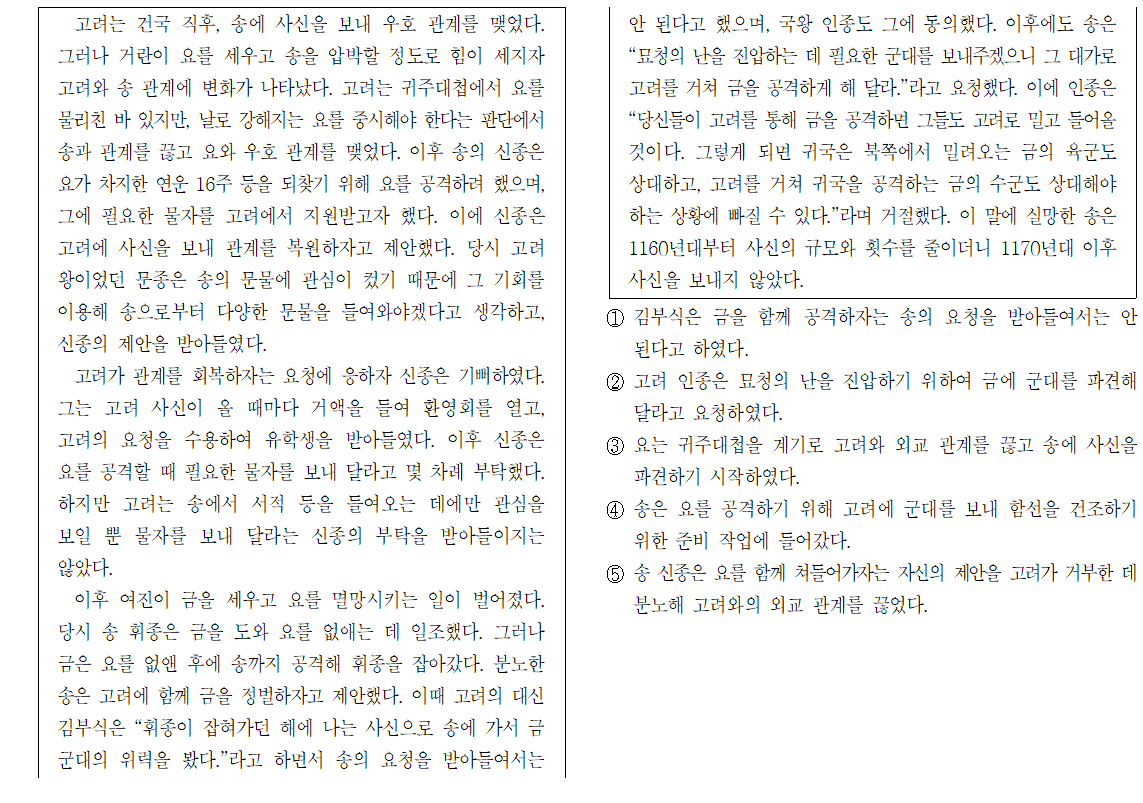 고려는 건국 직후, 송에 사신을 보내 우호 관계를 맺었다.
그러나 거란이 요를 세우고 송을 압박할 정도로 힘이 세지자
고려와 송 관계에 변화가 나타났다. 고려는 귀주대첩에서 요를
물리친 바 있지만, 날로 강해지는 요를 중시해야 한다는 판단에서
송과 관계를 끊고 요와 우호 관계를 맺었다. 이후 송의 신종은
요가 차지한 연운 16주 등을 되찾기 위해 요를 공격하려 했으며,
그에 필요한 물자를 고려에서 지원받고자 했다. 이에 신종은
고려에 사신을 보내 관계를 복원하자고 제안했다. 당시 고려
왕이었던 문종은 송의 문물에 관심이 컸기 때문에 그 기회를
이용해 송으로부터 다양한 문물을 들여와야겠다고 생각하고,
신종의 제안을 받아들였다.
고려가 관계를 회복하자는 요청에 응하자 신종은 기뻐하였다.
그는 고려 사신이 올 때마다 거액을 들여 환영회를 열고,
고려의 요청을 수용하여 유학생을 받아들였다. 이후 신종은
요를 공격할 때 필요한 물자를 보내 달라고 몇 차례 부탁했다.
하지만 고려는 송에서 서적 등을 들여오는 데에만 관심을
보일 뿐 물자를 보내 달라는 신종의 부탁을 받아들이지는
않았다.
이후 여진이 금을 세우고 요를 멸망시키는 일이 벌어졌다.
당시 송 휘종은 금을 도와 요를 없애는 데 일조했다. 그러나
금은 요를 없앤 후에 송까지 공격해 휘종을 잡아갔다. 분노한
송은 고려에 함께 금을 정벌하자고 제안했다. 이때 고려의 대신
김부식은 “휘종이 잡혀가던 해에 나는 사신으로 송에 가서 금
군대의 위력을 봤다.”라고 하면서 송의 요청을 받아들여서는
안 된다고 했으며, 국왕 인종도 그에 동의했다. 이후에도 송은
“묘청의 난을 진압하는 데 필요한 군대를 보내주겠으니 그 대가로
고려를 거쳐 금을 공격하게 해 달라.”라고 요청했다. 이에 인종은
“당신들이 고려를 통해 금을 공격하면 그들도 고려로 밀고 들어올
것이다. 그렇게 되면 귀국은 북쪽에서 밀려오는 금의 육군도
상대하고, 고려를 거쳐 귀국을 공격하는 금의 수군도 상대해야
하는 상황에 빠질 수 있다.”라며 거절했다. 이 말에 실망한 송은
1160년대부터 사신의 규모와 횟수를 줄이더니 1170년대 이후
사신을 보내지 않았다.
① 김부식은 금을 함께 공격하자는 송의 요청을 받아들여서는 안
된다고 하였다.
② 고려 인종은 묘청의 난을 진압하기 위하여 금에 군대를 파견해
달라고 요청하였다.
③ 요는 귀주대첩을 계기로 고려와 외교 관계를 끊고 송에 사신을
파견하기 시작하였다.
④ 송은 요를 공격하기 위해 고려에 군대를 보내 함선을 건조하기
위한 준비 작업에 들어갔다.
⑤ 송 신종은 요를 함께 쳐들어가자는 자신의 제안을 고려가 거부한 데
분노해 고려와의 외교 관계를 끊었다.